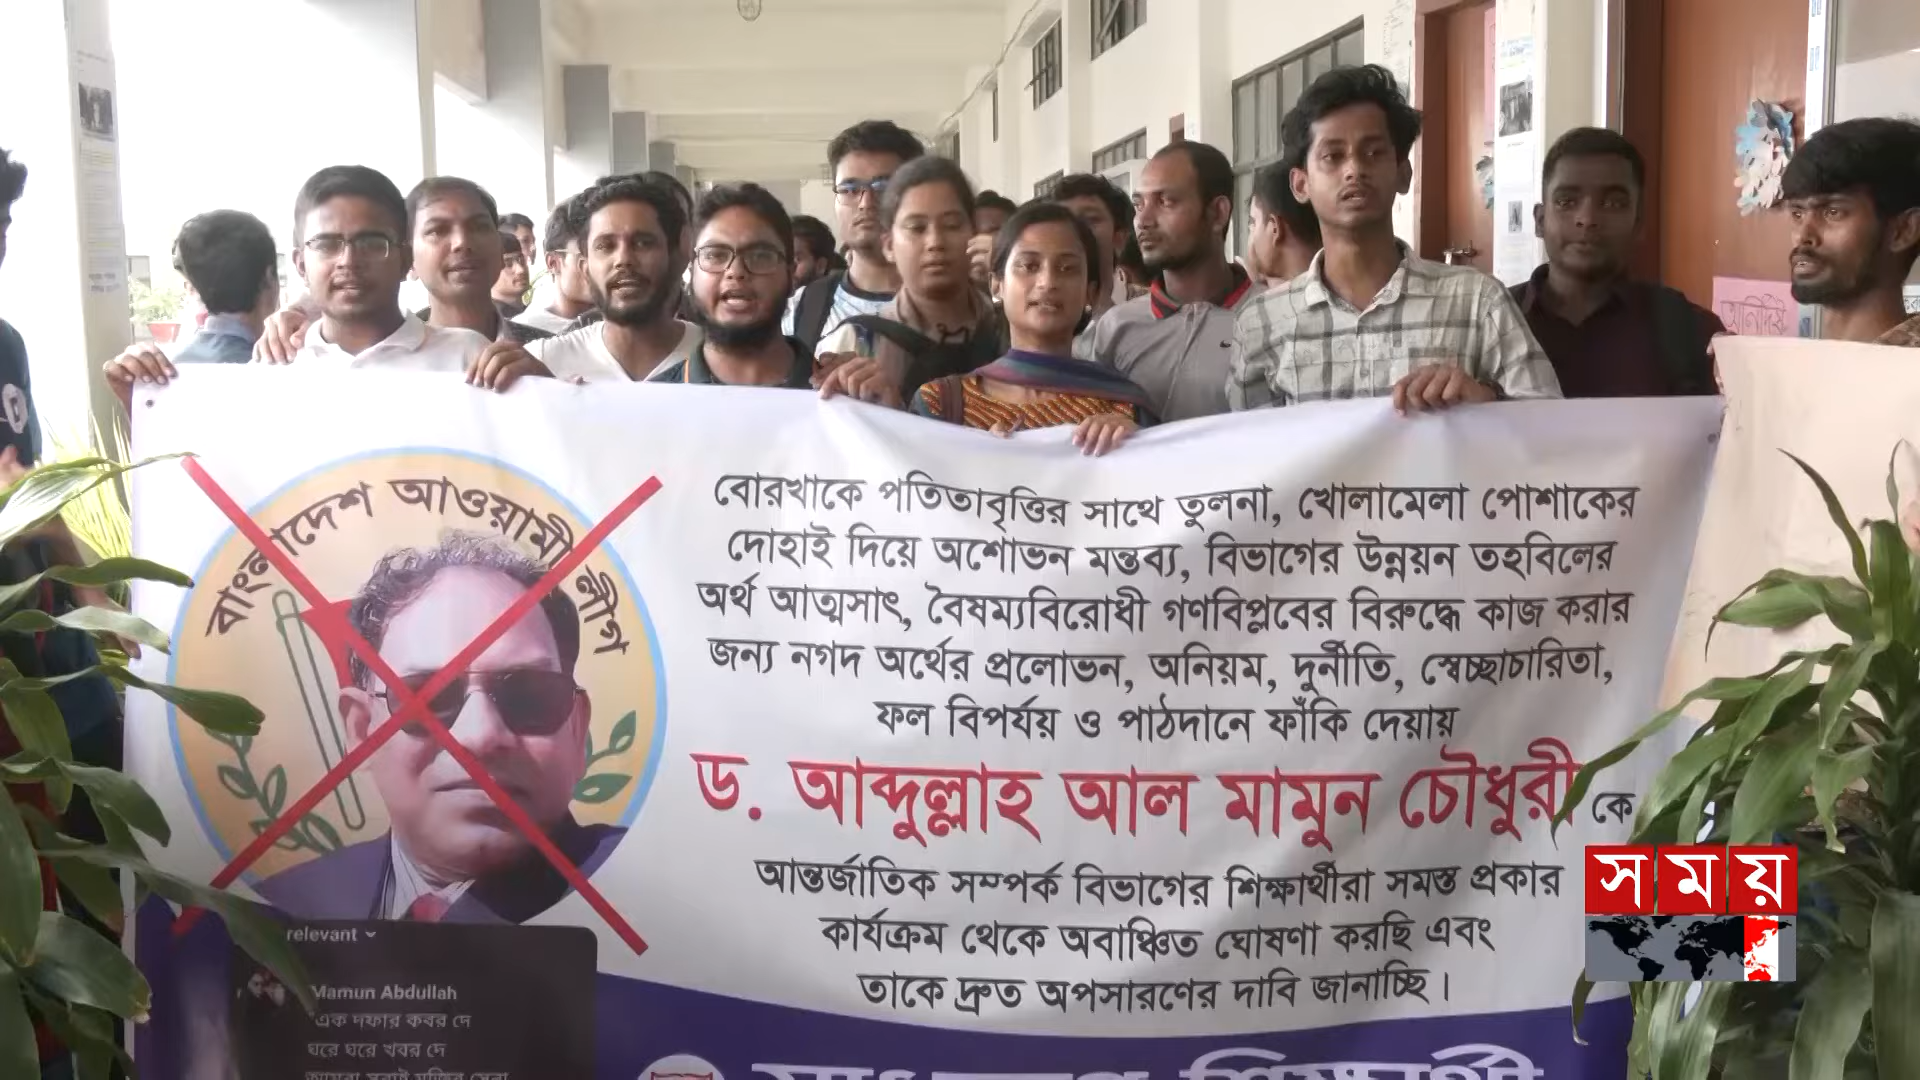 বাংলাদেশ আওয়ামী লীগ
বোরখাকে পতিতাবৃত্তির সাথে তুলনা, খোলামেলা পোশাকের
দোহাই দিয়ে অশোভন মন্তব্য, বিভাগের উন্নয়ন তহবিলের
অর্থ আত্মসাৎ, বৈষম্যবিরোধী গণবিপ্লবের বিরুদ্ধে কাজ করার
জন্য নগদ অর্থের প্রলোভন, অনিয়ম, দুর্নীতি, স্বেচ্ছাচারিতা,
ফল বিপর্যয় ও পাঠদানে ফাঁকি দেয়ায়
ড. আব্দুল্লাহ আল মামুন চৌধুরী কে
আন্তর্জাতিক সম্পর্ক বিভাগের শিক্ষার্থীরা সমস্ত প্রকার
কার্যক্রম থেকে অবাঞ্চিত ঘোষণা করছি এবং
তাকে দ্রুত অপসারণের দাবি জানাচ্ছি।
relevant
Mamun Abdullah
"এক দফার কবর দে
ঘরে ঘরে খবর দে
শিক্ষার্থী
সময়